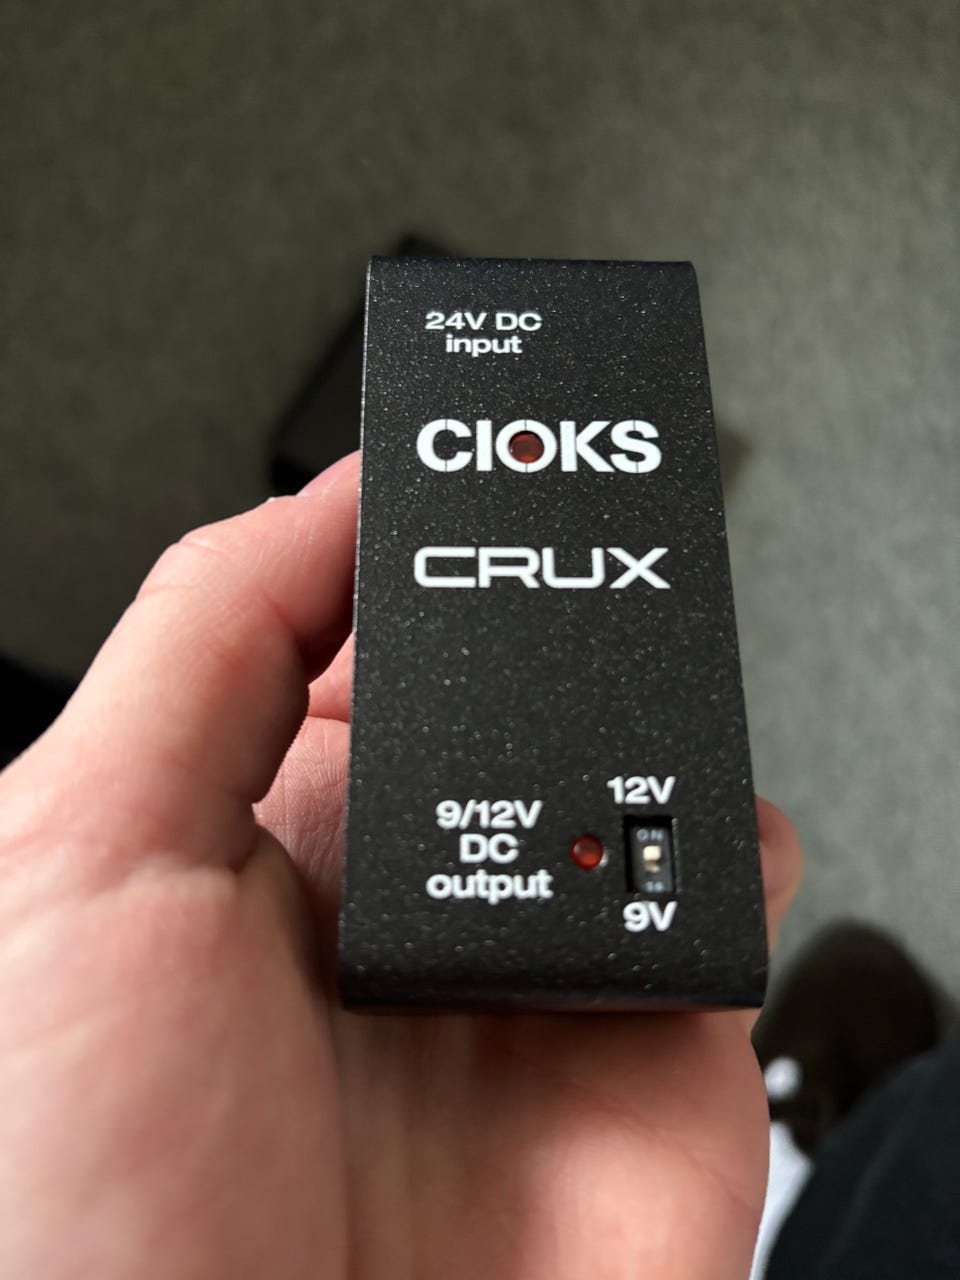 24V DC
input
CIOKS
CRUX
12V
9/12V
DC
output
ON
9V